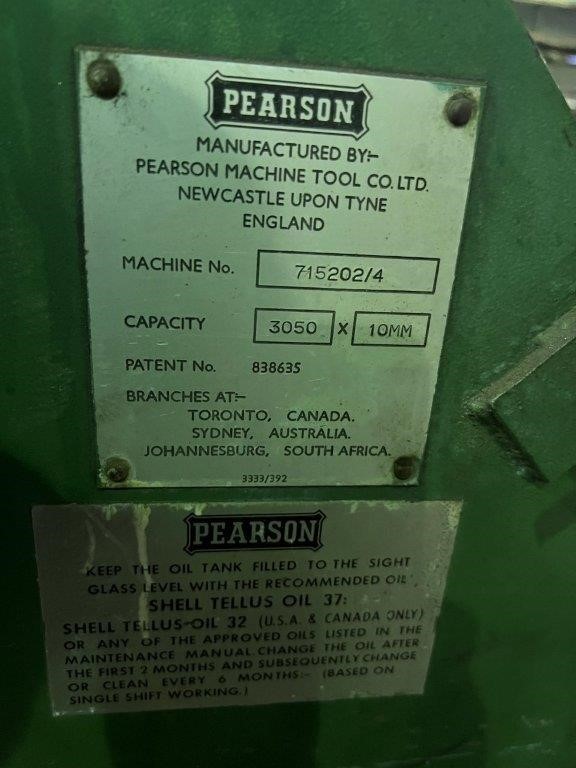 PEARSON
MANUFACTURED BY:-
PEARSON MACHINE TOOL CO. LTD.
NEWCASTLE UPON TYNE
ENGLAND
MACHINE No. 715202/4
CAPACITY 3050 X 10MM
PATENT No. 838635
BRANCHES AT:-
TORONTO, CANADA.
SYDNEY, AUSTRALIA.
JOHANNESBURG, SOUTH AFRICA.
3333/392
PEARSON
KEEP THE OIL TANK FILLED TO THE SIGHT
GLASS LEVEL WITH THE RECOMMENDED OIL
SHELL TELLUS OIL 37:
SHELL TELLUS OIL 32 (U.S.A. & CANADA ONLY)
OR ANY OF THE APPROVED OILS LISTED IN THE
MAINTENANCE MANUAL. CHANGE THE OIL AFTER
THE FIRST 2 MONTHS AND SUBSEQUENTLY CHANGE
OR CLEAN EVERY 6 MONTHS:- (BASED ON
SINGLE SHIFT WORKING.)